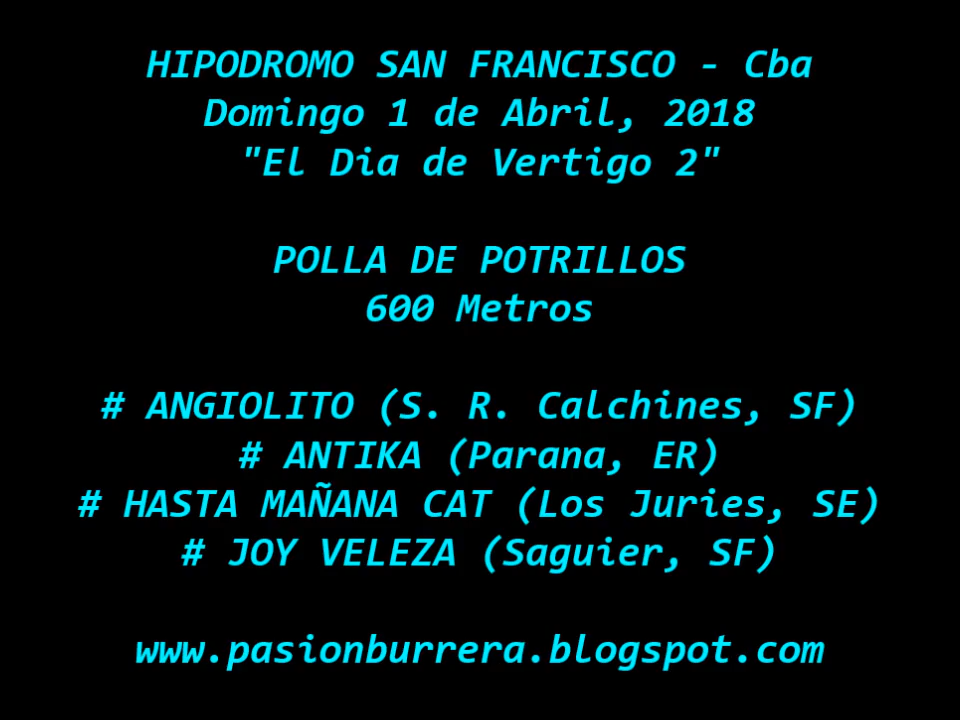 HIPODROMO SAN FRANCISCO - Cba
Domingo 1 de Abril, 2018
"El Dia de Vertigo 2"
POLLA DE POTRILLOS
600 Metros
# ANGIOLITO (S. R. Calchines, SF)
# ANTIKA (Parana, ER)
# HASTA MAÑANA CAT (Los Juries, SE)
# JOY VELEZA (Saguier, SF)
www.pasionburrera.blogspot.com